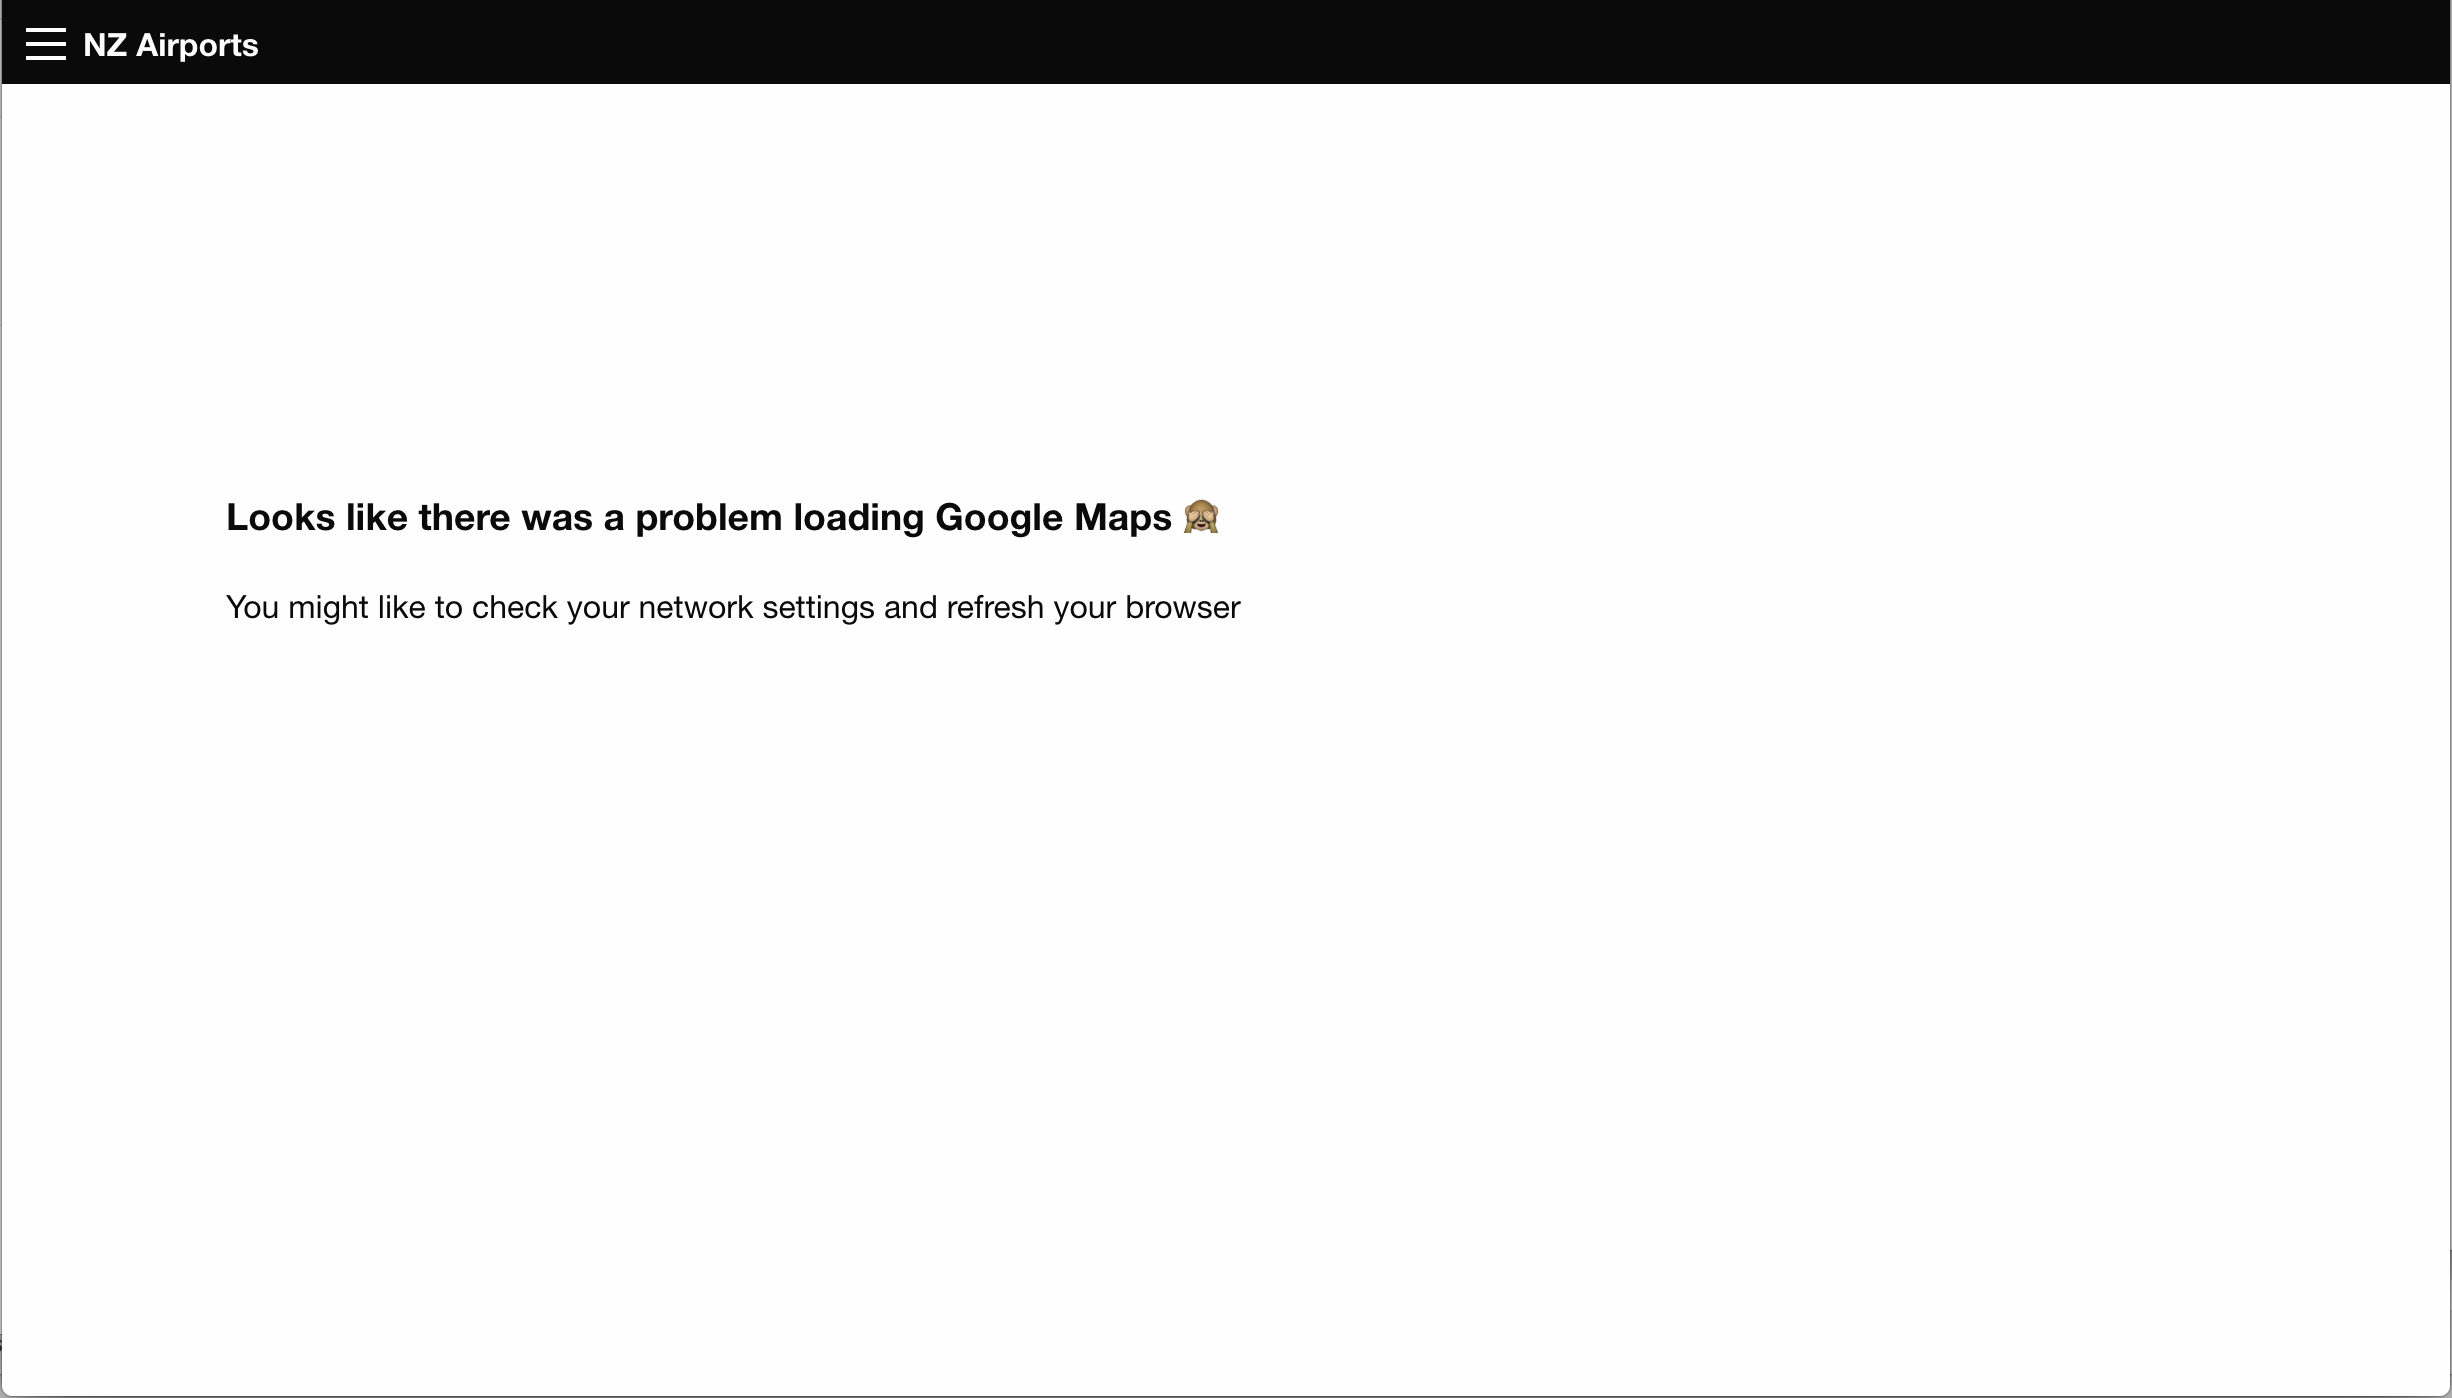 NZ Airports
Looks like there was a problem loading Google Maps 🙈
You might like to check your network settings and refresh your browser